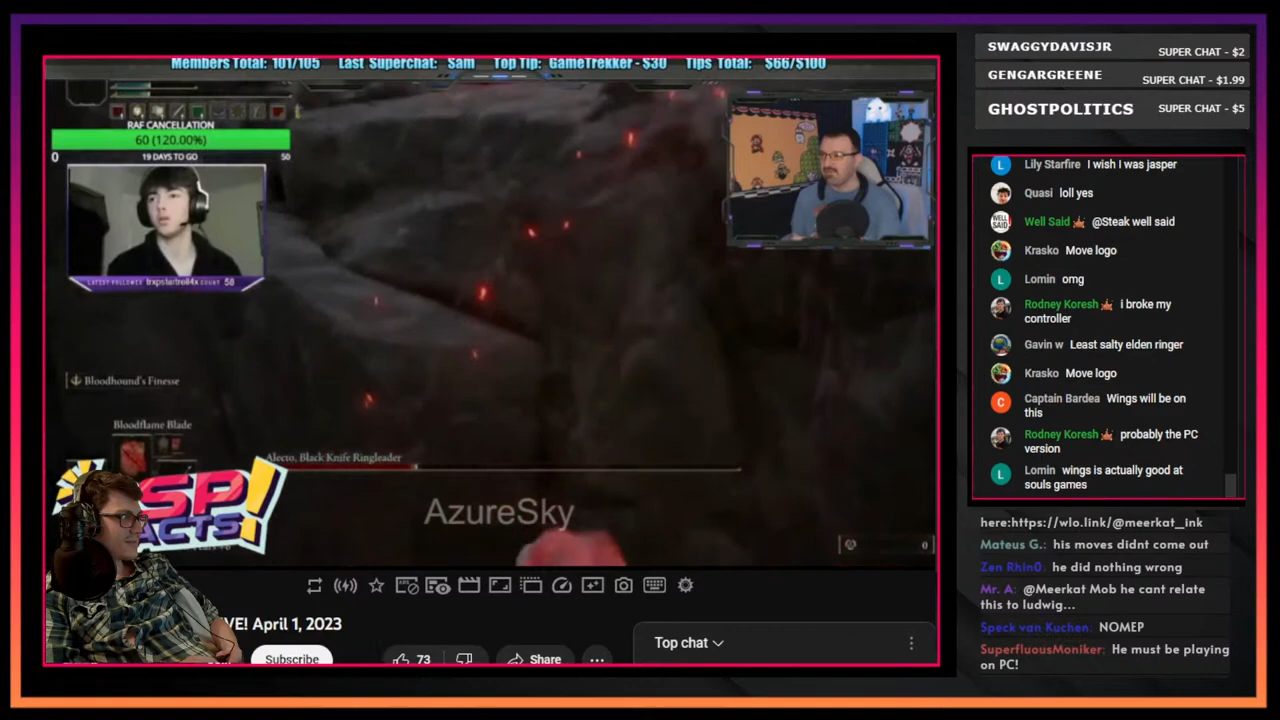 Members Total: 101/105 Last Superchat: Sam Top Tip: GameTrekker - $30 Tips Total: $66/$100
RAF CANCELLATION
60 (120.00%)
0 19 DAYS TO GO 50
58
Bloodhound's Finesse
Bloodflame Blade
Alecto, Black Knife Ringleader
AzureSky
0
SP
ACTS!
VE! April 1, 2023
Subscribe
73
Share
Top chat
SWAGGYDAVISJR SUPER CHAT - $2
GENGARGREENE SUPER CHAT - $1.99
GHOSTPOLITICS SUPER CHAT - $5
L Lily Starfire I wish I was jasper
Quasi loll yes
WELL SAID Well Said @Steak well said
Krasko Move logo
L Lomin omg
Rodney Koresh i broke my
controller
Gavin w Least salty elden ringer
Krasko Move logo
C Captain Bardea Wings will be on
this
Rodney Koresh probably the PC
version
L Lomin wings is actually good at
souls games
here:https://wlo.link/@meerkat_ink
Mateus G.: his moves didnt come out
Zen Rhin0: he did nothing wrong
Mr. A: @Meerkat Mob he cant relate
this to ludwig...
Speck van Kuchen: NOMEP
SuperfluousMoniker: He must be playing
on PC!